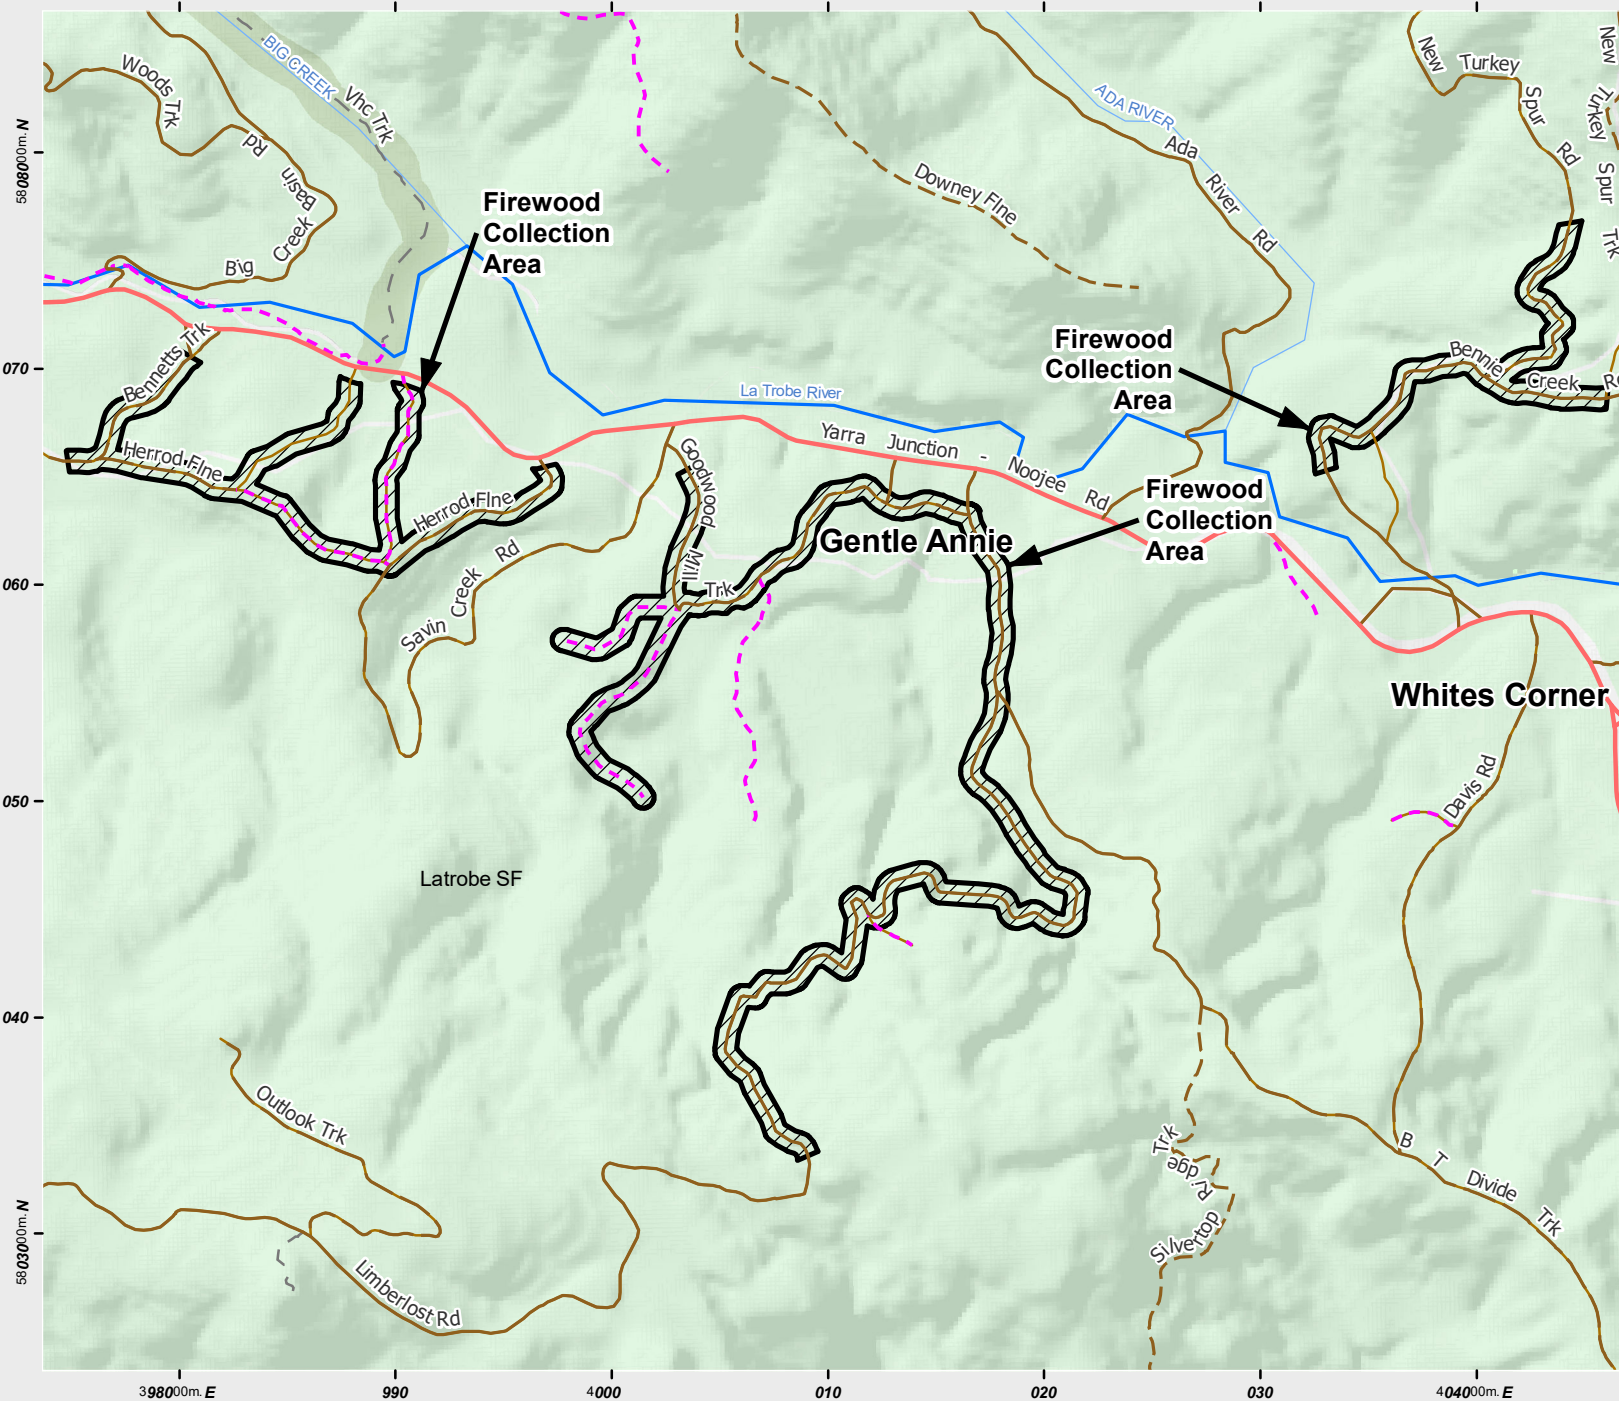 Woods Trk
BIG CREEK
Vhc Trk
Big Creek Basin Rd
Firewood
Collection
Area
Downey Flne
ADA RIVER
Ada River Rd
New Turkey Spur Rd
New Turkey Spur Trk
Bennetts Trk
Herrod Flne
Herrod Flne
Savin Creek Rd
Goodwood Mill Trk
La Trobe River
Yarra Junction - Noojee Rd
Firewood
Collection
Area
Bennie Creek Rd
Firewood
Collection
Area
Gentle Annie
Whites Corner
Davis Rd
Latrobe SF
Outlook Trk
Limberlost Rd
Silvertop Ridge Trk
B T Divide Trk
5808000m. N
070
060
050
040
5803000m. N
398000m. E
990
4000
010
020
030
404000m. E